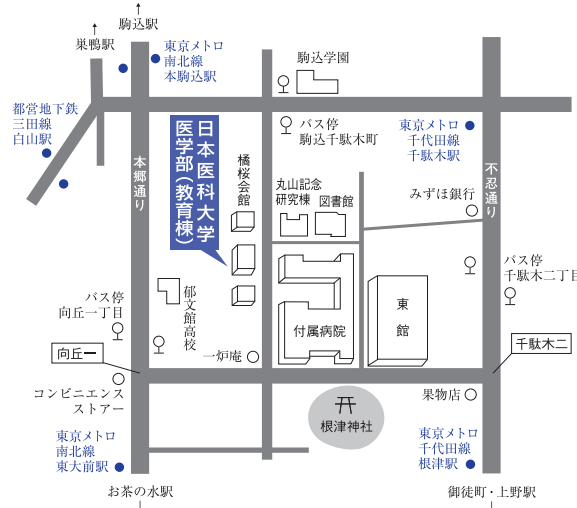 駒込駅
巣鴨駅
東京メトロ
南北線
本駒込駅
駒込学園
都営地下鉄
三田線
白山駅
バス停
駒込千駄木町
東京メトロ
千代田線
千駄木駅
本郷通り
日本医科大学
医学部(教育棟)
橘桜会館
丸山記念
研究棟
図書館
みずほ銀行
不忍通り
バス停
千駄木二丁目
バス停
向丘一丁目
郁文館高校
付属病院
東館
向丘一
一炉庵
千駄木二
コンビニエンス
ストアー
果物店
根津神社
東京メトロ
南北線
東大前駅
東京メトロ
千代田線
根津駅
お茶の水駅
御徒町・上野駅